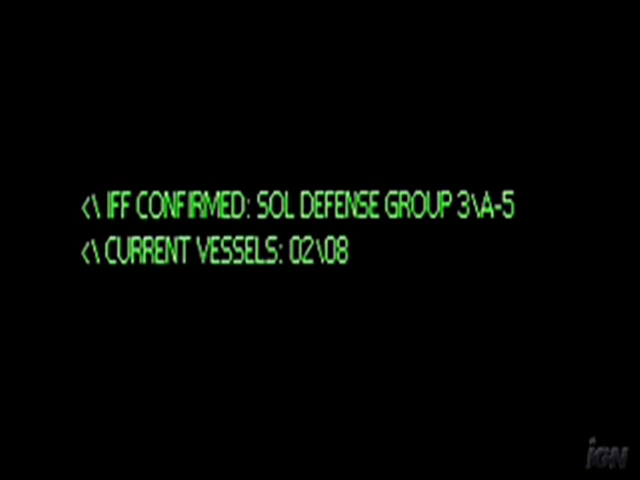 <\ IFF CONFIRMED: SOL DEFENSE GROUP 3\A-5
<\ CURRENT VESSELS: 02\08
IGN